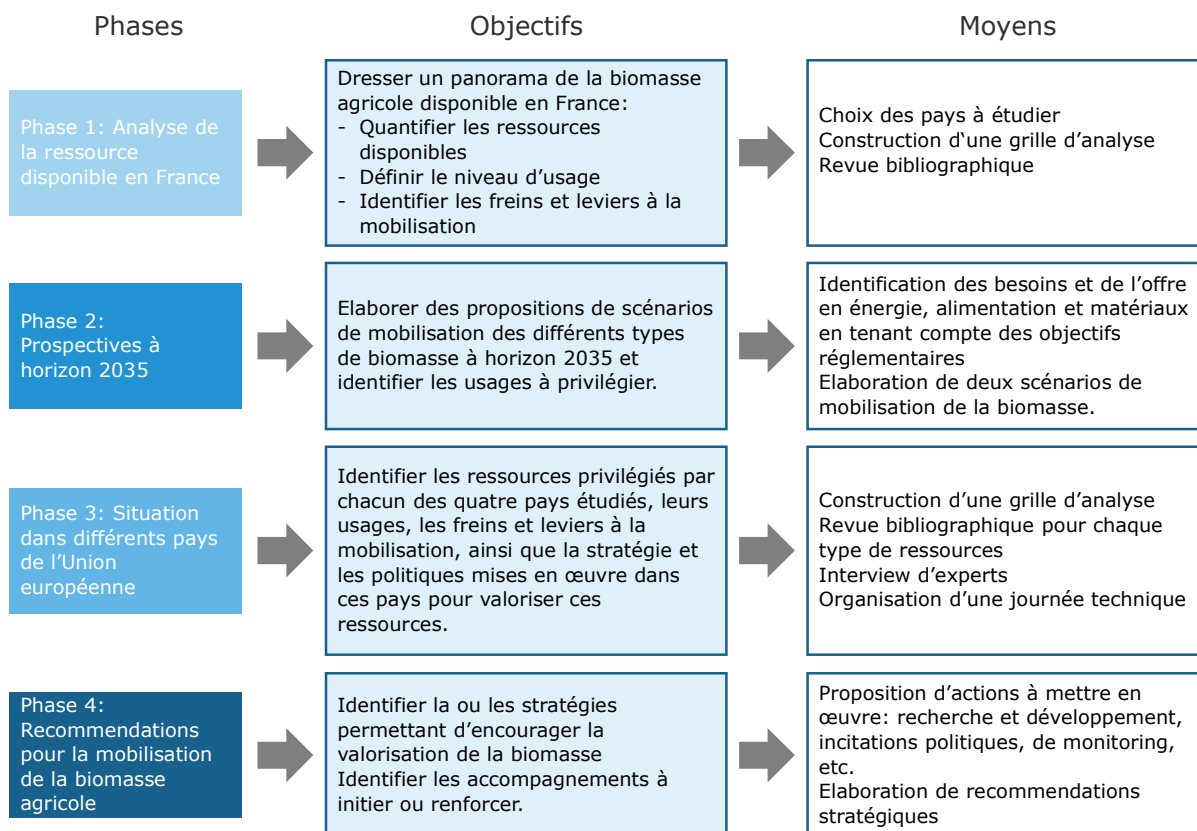 Phases
Objectifs
Moyens
Phase 1: Analyse de
la ressource
disponible en France
Dresser un panorama de la biomasse
agricole disponible en France:
- Quantifier les ressources
disponibles
- Définir le niveau d’usage
- Identifier les freins et leviers à la
mobilisation
Choix des pays à étudier
Construction d‘une grille d’analyse
Revue bibliographique
Phase 2:
Prospectives à
horizon 2035
Elaborer des propositions de scénarios
de mobilisation des différents types
de biomasse à horizon 2035 et
identifier les usages à privilégier.
Identification des besoins et de l’offre
en énergie, alimentation et matériaux
en tenant compte des objectifs
réglementaires
Elaboration de deux scénarios de
mobilisation de la biomasse.
Phase 3: Situation
dans différents pays
de l’Union
européenne
Identifier les ressources privilégiés par
chacun des quatre pays étudiés, leurs
usages, les freins et leviers à la
mobilisation, ainsi que la stratégie et
les politiques mises en œuvre dans
ces pays pour valoriser ces
ressources.
Construction d’une grille d’analyse
Revue bibliographique pour chaque
type de ressources
Interview d’experts
Organisation d’une journée technique
Phase 4:
Recommendations
pour la mobilisation
de la biomasse
agricole
Identifier la ou les stratégies
permettant d’encourager la
valorisation de la biomasse
Identifier les accompagnements à
initier ou renforcer.
Proposition d’actions à mettre en
œuvre: recherche et développement,
incitations politiques, de monitoring,
etc.
Elaboration de recommendations
stratégiques